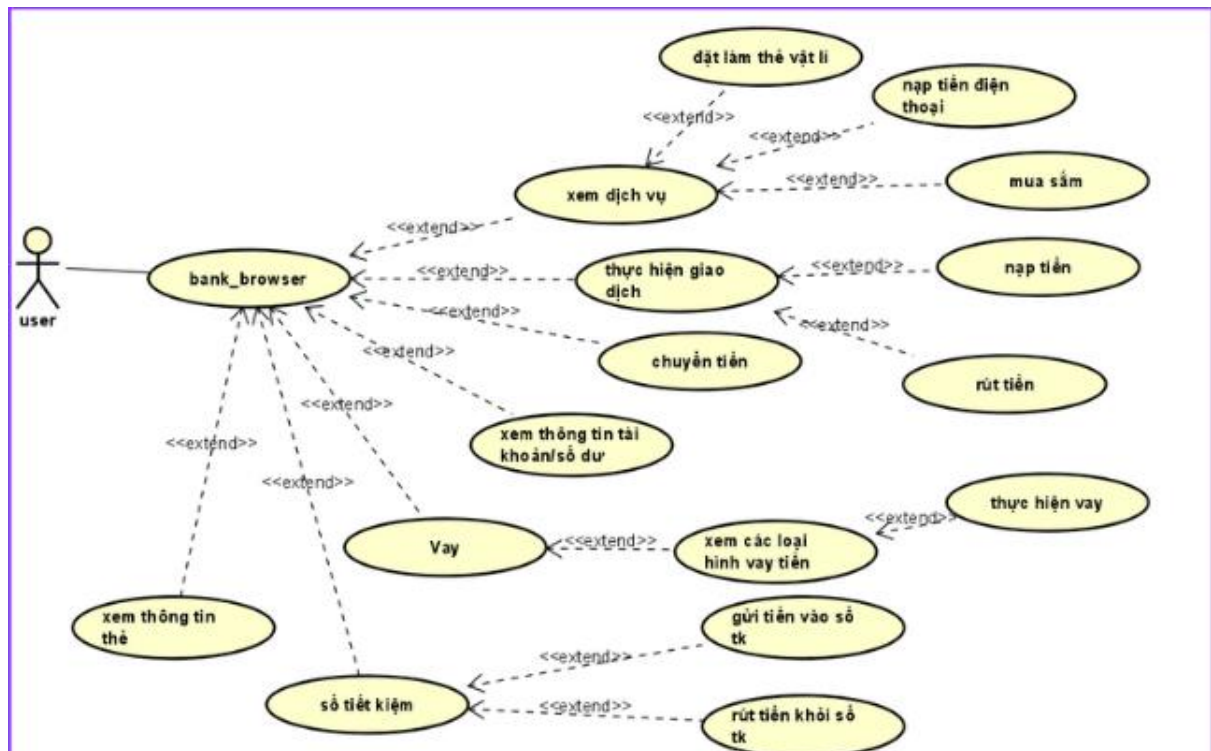 đặt làm thẻ vật lí
nạp tiền điện
thoại
<<extend>>
<<extend>>
<<extend>>
mua sắm
xem dịch vụ
<<extend>>
user
bank_browser
<<extend>>
thực hiện giao
dịch
<<extend>>
nạp tiền
<<extend>>
<<extend>>
chuyển tiền
rút tiền
<<extend>>
<<extend>>
xem thông tin tài
khoản/số dư
<<extend>>
<<extend>>
thực hiện vay
<<extend>>
Vay
<<extend>>
xem các loại
hình vay tiền
xem thông tin
thẻ
gửi tiền vào sổ
tk
<<extend>>
sổ tiết kiệm
<<extend>>
rút tiền khỏi sổ
tk